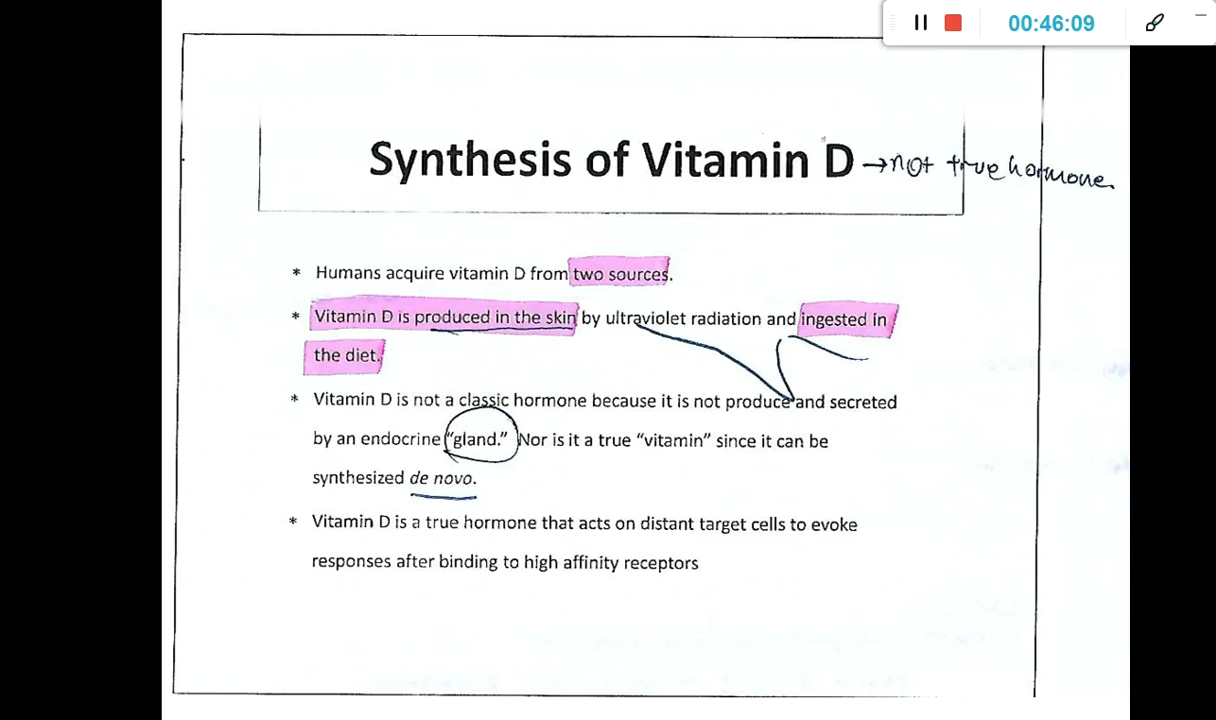 00:46:09
Synthesis of Vitamin D →not true hormone.
* Humans acquire vitamin D from two sources.
* Vitamin D is produced in the skin by ultraviolet radiation and ingested in
the diet.
* Vitamin D is not a classic hormone because it is not produce and secreted
by an endocrine “gland.” Nor is it a true “vitamin” since it can be
synthesized de novo.
* Vitamin D is a true hormone that acts on distant target cells to evoke
responses after binding to high affinity receptors